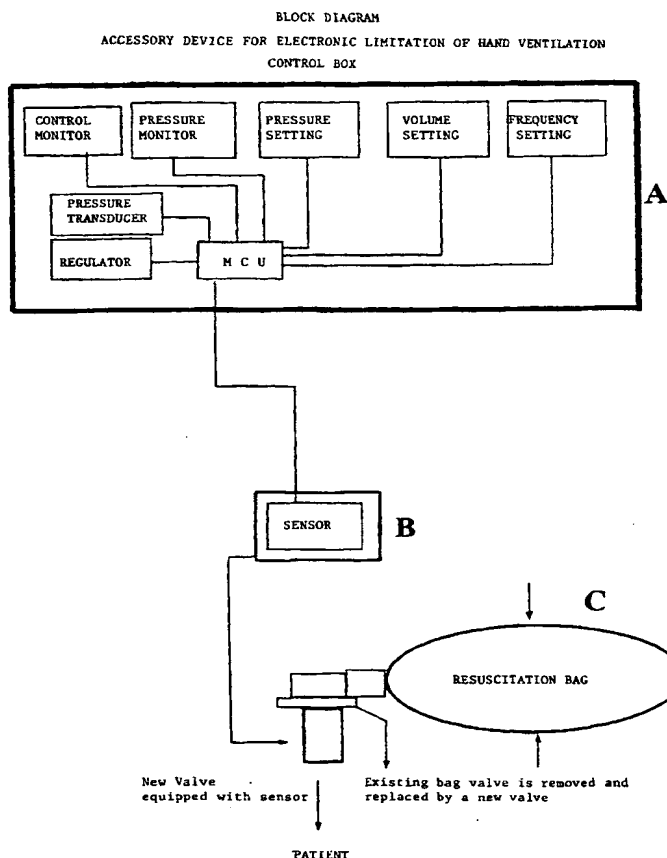 BLOCK DIAGRAM
ACCESSORY DEVICE FOR ELECTRONIC LIMITATION OF HAND VENTILATION
CONTROL BOX
CONTROL
MONITOR
PRESSURE
MONITOR
PRESSURE
SETTING
VOLUME
SETTING
FREQUENCY
SETTING
A
PRESSURE
TRANSDUCER
REGULATOR
M C U
SENSOR
B
C
RESUSCITATION BAG
New Valve
equipped with sensor
Existing bag valve is removed and
replaced by a new valve
PATIENT